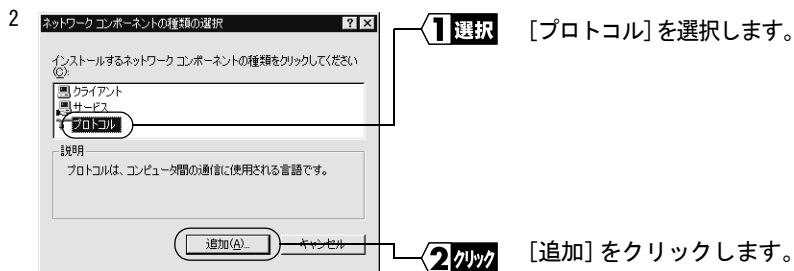 2
ネットワーク コンポーネントの種類の選択
? ×
インストールするネットワーク コンポーネントの種類をクリックしてください
(C):
クライアント
サービス
プロトコル
説明
プロトコルは、コンピュータ間の通信に使用される言語です。
追加(A)...
キャンセル
1 選択
[プロトコル]を選択します。
2 クリック
[追加]をクリックします。